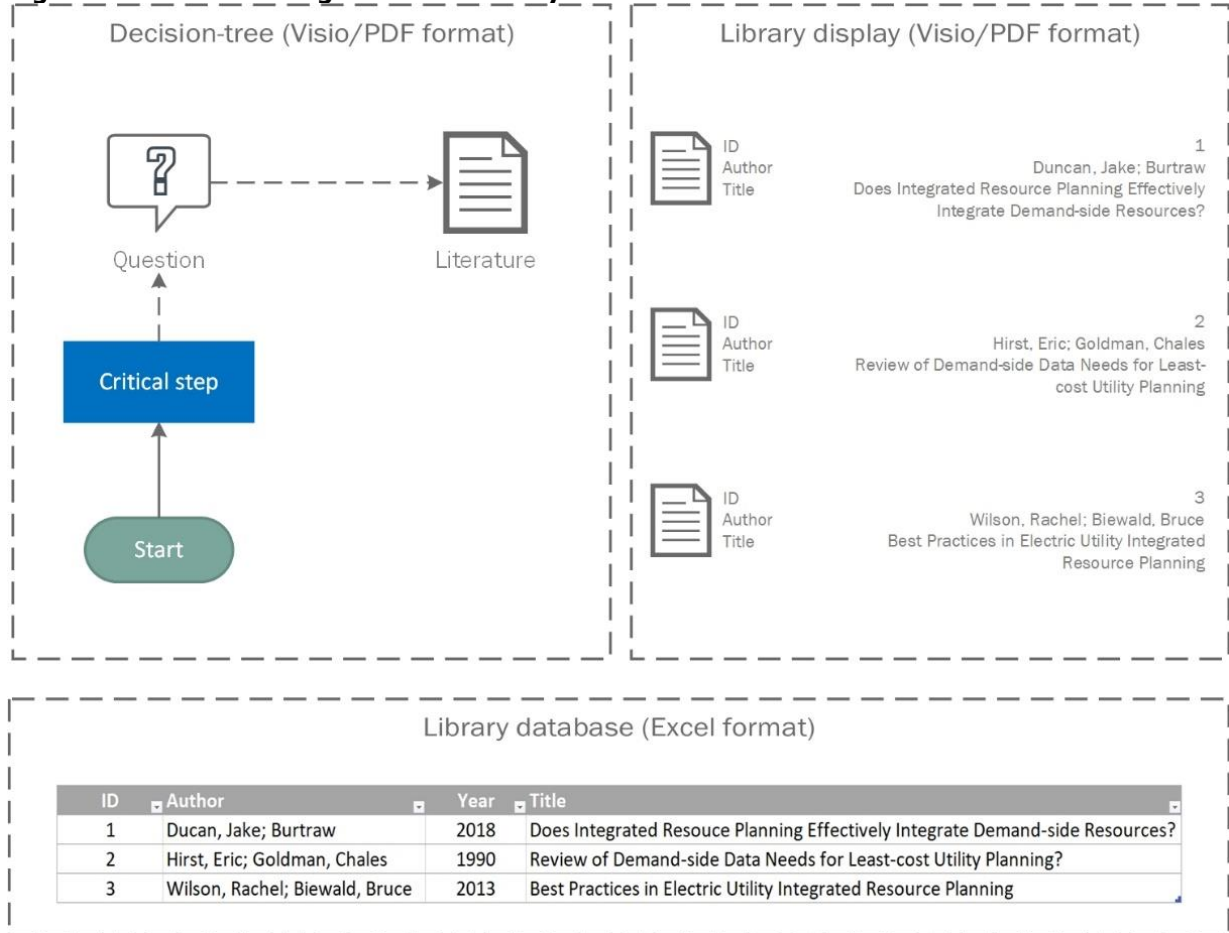 Decision-tree (Visio/PDF format)
?
Question
Literature
Critical step
Start
Library display (Visio/PDF format)
ID 1
Author Duncan, Jake; Burtraw
Title Does Integrated Resource Planning Effectively
Integrate Demand-side Resources?
ID 2
Author Hirst, Eric; Goldman, Chales
Title Review of Demand-side Data Needs for Least-
cost Utility Planning
ID 3
Author Wilson, Rachel; Biewald, Bruce
Title Best Practices in Electric Utility Integrated
Resource Planning
Library database (Excel format)
ID Author Year Title
1 Ducan, Jake; Burtraw 2018 Does Integrated Resouce Planning Effectively Integrate Demand-side Resources?
2 Hirst, Eric; Goldman, Chales 1990 Review of Demand-side Data Needs for Least-cost Utility Planning?
3 Wilson, Rachel; Biewald, Bruce 2013 Best Practices in Electric Utility Integrated Resource Planning